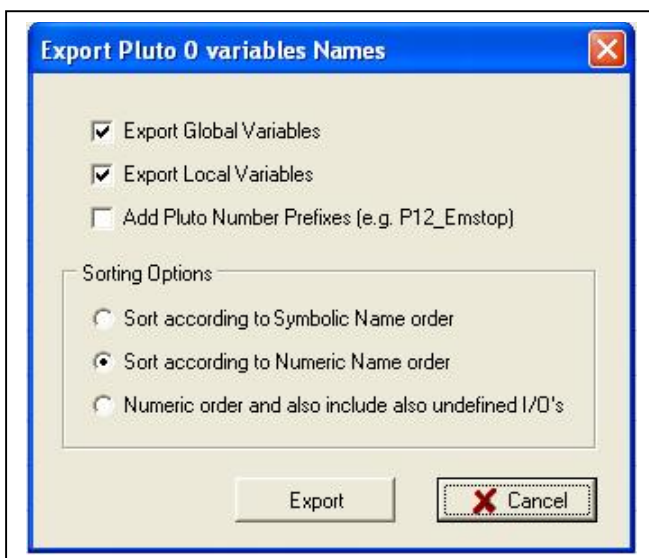 Export Pluto 0 variables Names
Export Global Variables
Export Local Variables
Add Pluto Number Prefixes (e.g. P12_Emstop)
Sorting Options
Sort according to Symbolic Name order
Sort according to Numeric Name order
Numeric order and also include also undefined I/O's
Export
Cancel